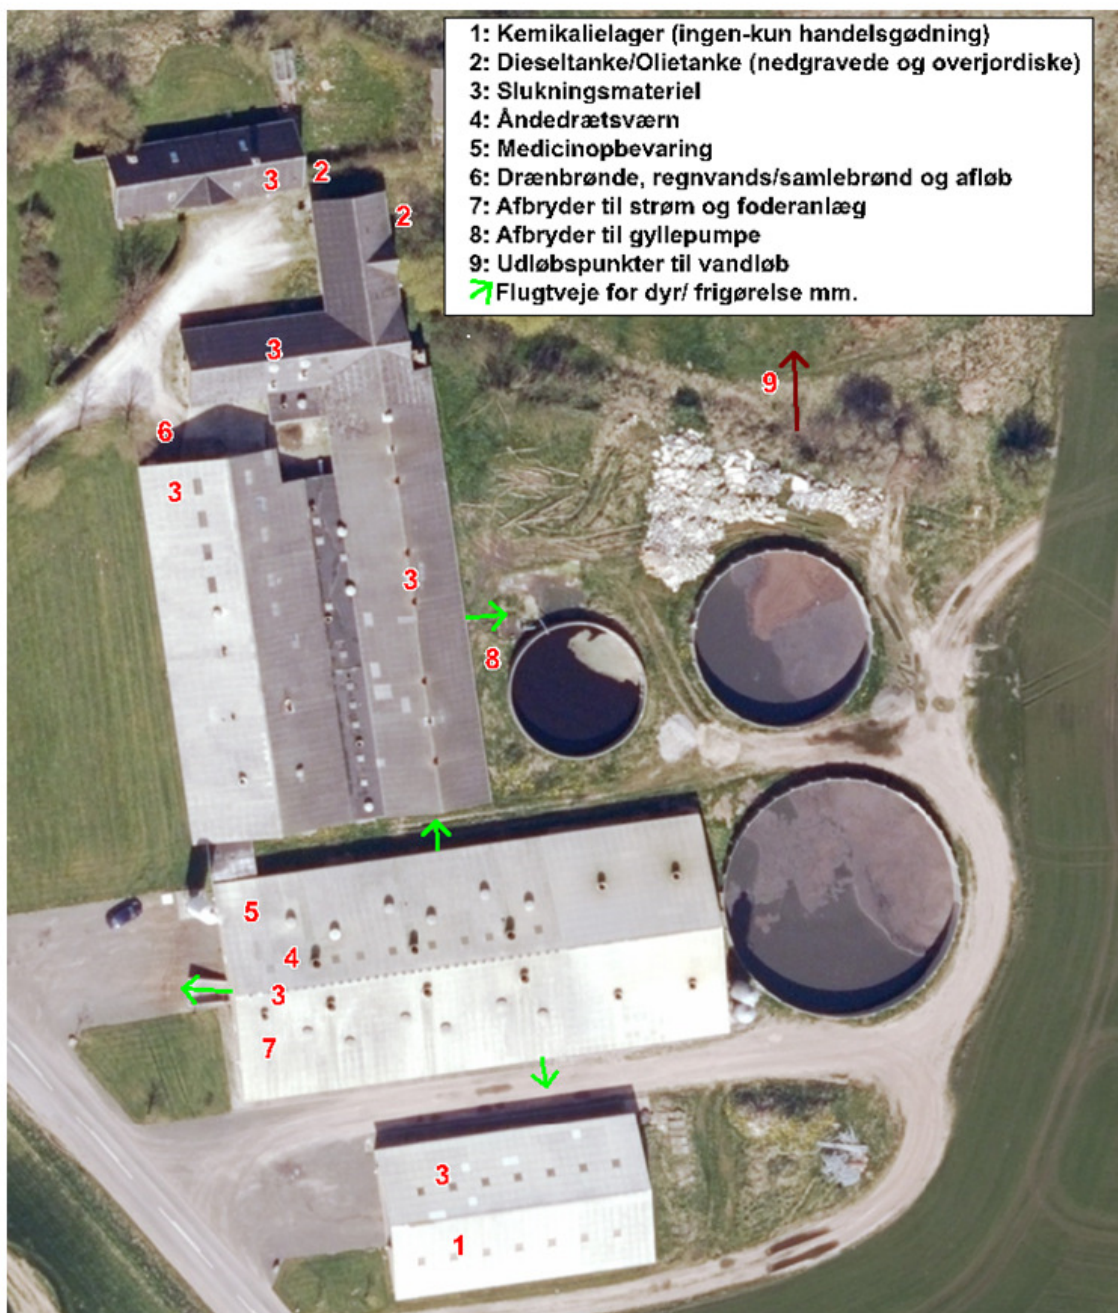 1: Kemikalielager (ingen-kun handelsgødning)
2: Dieseltanke/Olietanke (nedgravede og overjordiske)
3: Slukningsmateriel
4: Åndedrætsværn
5: Medicinopbevaring
6: Drænbrønde, regnvands/samlebrønd og afløb
7: Afbryder til strøm og foderanlæg
8: Afbryder til gyllepumpe
9: Udløbspunkter til vandløb
Flugtveje for dyr/ frigørelse mm.
2
3
2
3
9
6
3
3
8
5
4
3
7
3
1